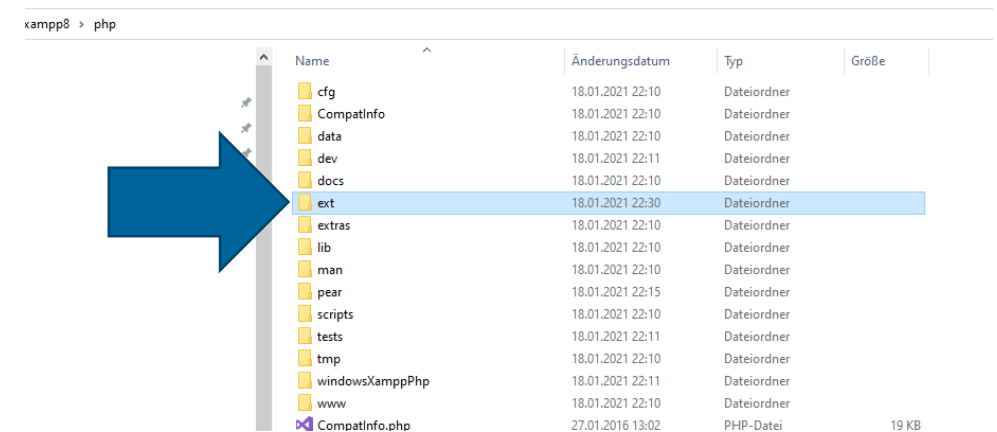 xampp8 > php
Name Änderungsdatum Typ Größe
cfg 18.01.2021 22:10 Dateiordner
CompatInfo 18.01.2021 22:10 Dateiordner
data 18.01.2021 22:10 Dateiordner
dev 18.01.2021 22:11 Dateiordner
docs 18.01.2021 22:10 Dateiordner
ext 18.01.2021 22:30 Dateiordner
extras 18.01.2021 22:10 Dateiordner
lib 18.01.2021 22:10 Dateiordner
man 18.01.2021 22:10 Dateiordner
pear 18.01.2021 22:15 Dateiordner
scripts 18.01.2021 22:10 Dateiordner
tests 18.01.2021 22:11 Dateiordner
tmp 18.01.2021 22:10 Dateiordner
windowsXamppPhp 18.01.2021 22:11 Dateiordner
www 18.01.2021 22:10 Dateiordner
CompatInfo.php 27.01.2016 13:02 PHP-Datei 19 KB